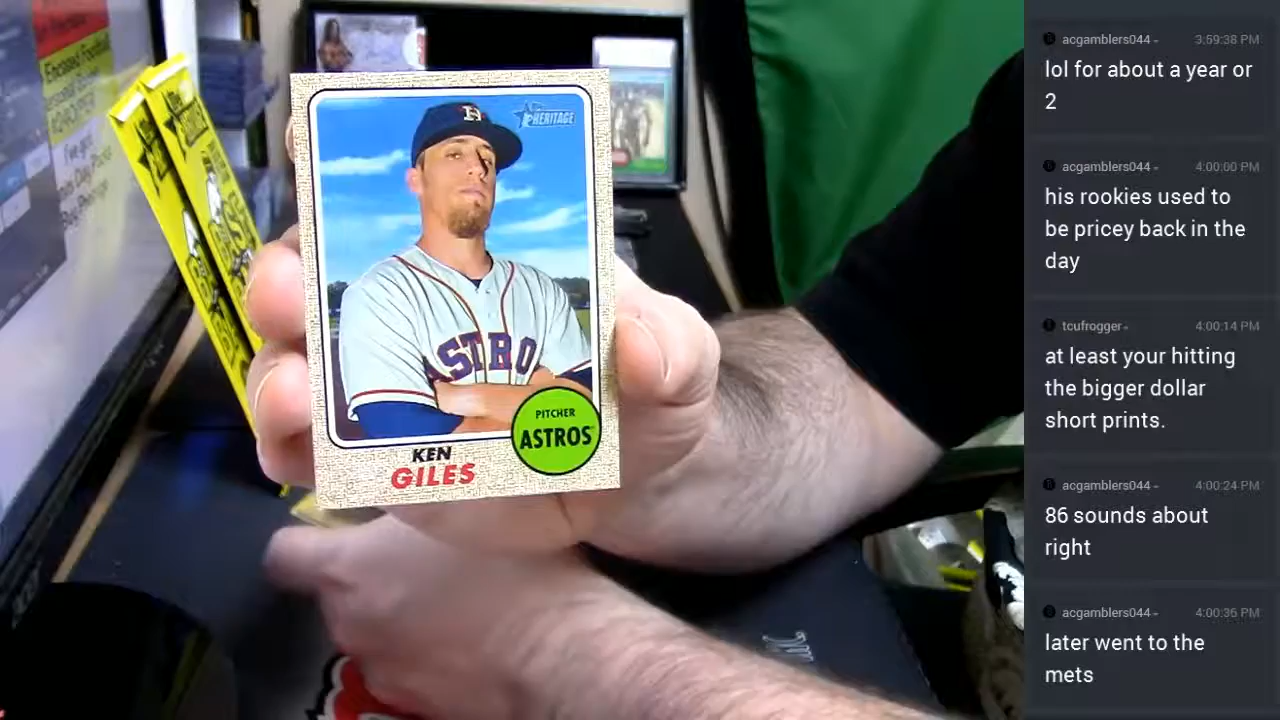 H
HERITAGE
ASTRO
PITCHER
ASTROS
KEN
GILES
acgamblers044
3:59:38 PM
lol for about a year or
2
acgamblers044
4:00:00 PM
his rookies used to
be pricey back in the
day
tcufrogger
4:00:14 PM
at least your hitting
the bigger dollar
short prints.
acgamblers044
4:00:24 PM
86 sounds about
right
acgamblers044
4:00:36 PM
later went to the
mets